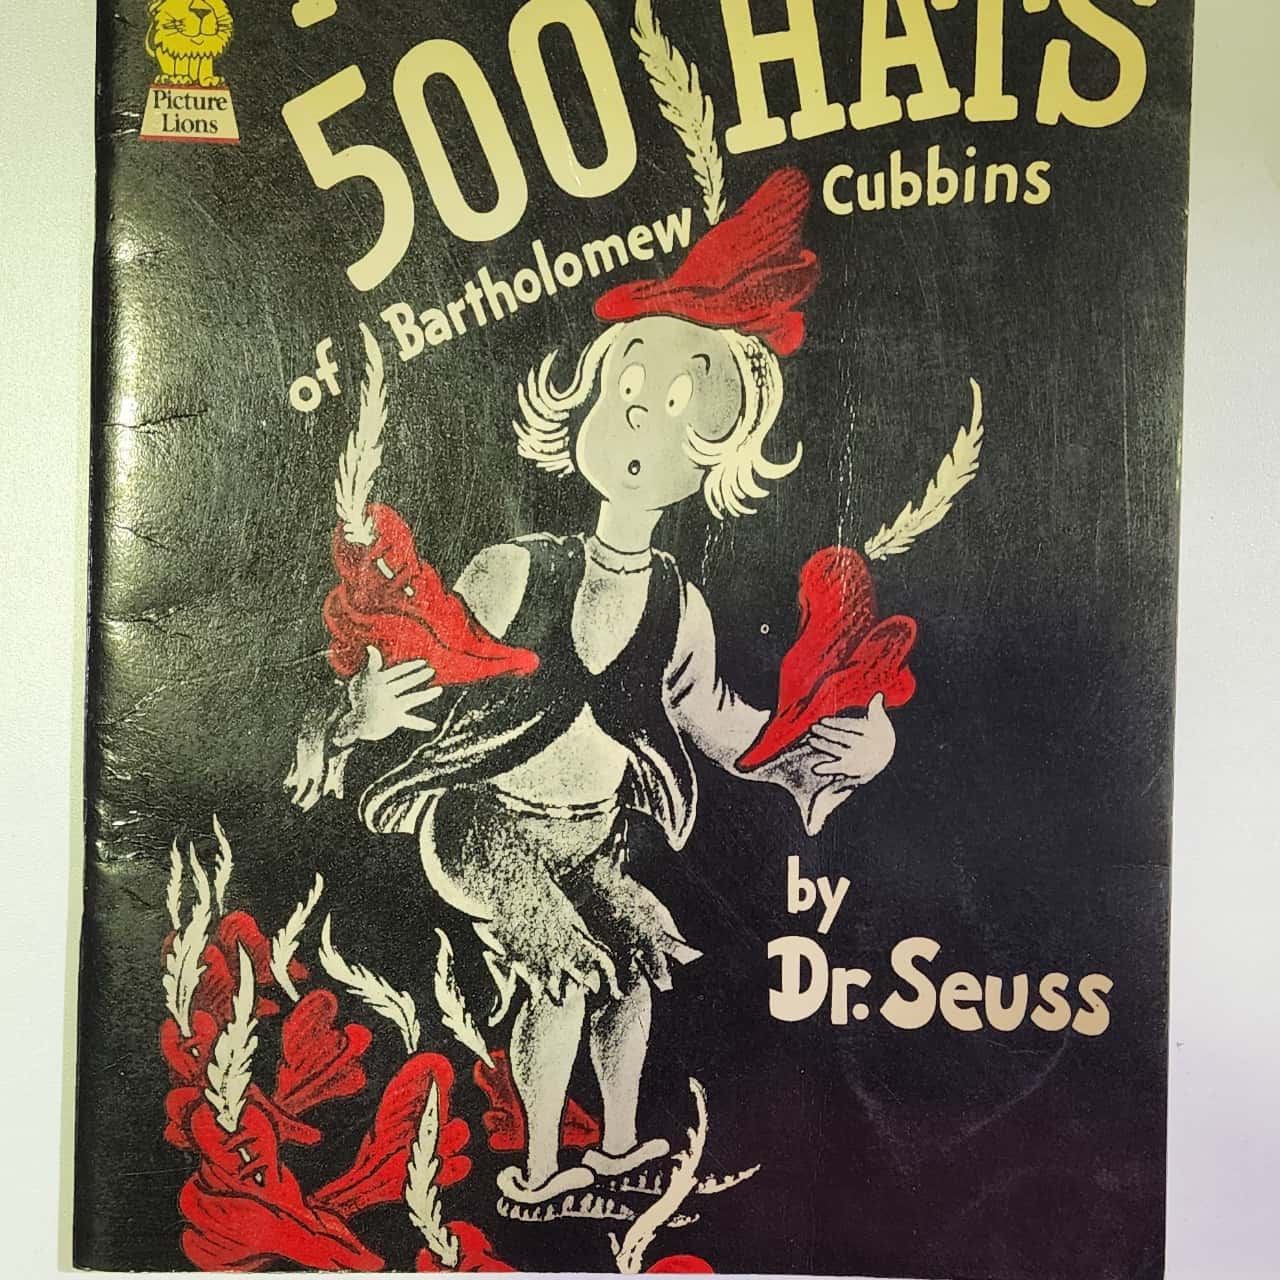 Picture
Lions
500 HATS
of Bartholomew Cubbins
by
Dr. Seuss